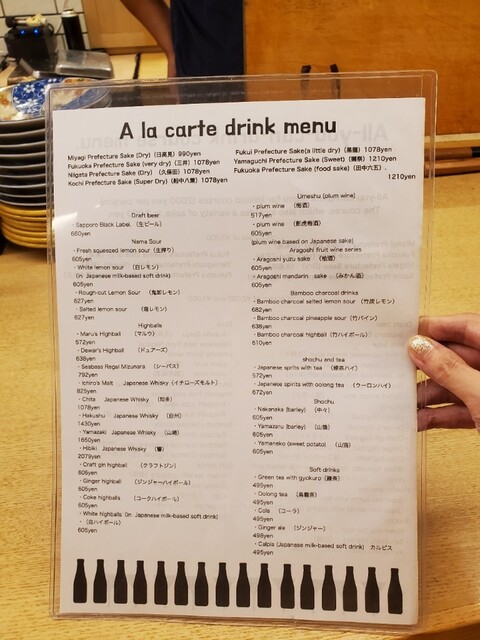 A la carte drink menu
Miyagi Prefecture Sake (Dry) (日高見) 990yen
Fukuoka Prefecture Sake (very dry) (三井) 1078yen
Niigata Prefecture Sake (Dry) (久保田) 1078yen
Kochi Prefecture Sake (Super Dry) (船中八策) 1078yen
Fukui Prefecture Sake(a little dry) (黒龍) 1078yen
Yamaguchi Prefecture Sake (Sweet) (獺祭) 1210yen
Fukuoka Prefecture Sake (food sake) (田中六五) .
1210yen
Draft beer
・Sapporo Black Label. (生ビール)
660yen
Nama Sour
・Fresh squeezed lemon sour (生搾り)
605yen
・White lemon sour (白レモン)
(in Japanese milk-based soft drink)
605yen
・Rough-cut Lemon Sour (鬼卸レモン)
627yen
・Salted lemon sour (塩レモン)
627yen
Highballs
・Maru's Highball (マルウ)
572yen
・Dewar's Highball (デュアーズ)
638yen
・Seabass Regal Mizunara (シーバス)
792yen
・Ichiro's Malt Japanese Whisky (イチローズモルト)
825yen
・Chita Japanese Whisky (知多)
1078yen
・Hakushu Japanese Whisky (白州)
1430yen
・Yamazaki Japanese Whisky (山崎)
1650yen
・Hibiki Japanese Whisky (響)
2079yen
・Craft gin highball (クラフトジン)
605yen
・Ginger highball (ジンジャーハイボール)
605yen
・Coke highballs (コークハイボール)
605yen
・White highballs (in Japanese milk-based soft drink)
・(白ハイボール)
605yen
Umeshu (plum wine)
・plum wine (梅酒)
517yen
・plum wine
605yen
(plum wine based on Japanese sake)
Aragoshi fruit wine series
・Aragoshi yuzu sake (柚酒)
605yen
・Aragoshi mandarin sake (みかん酒)
605yen
Bamboo charcoal drinks
・Bamboo charcoal salted lemon sour (竹炭レモン)
682yen
・Bamboo charcoal pineapple sour (竹パイン)
638yen
・Bamboo charcoal highball (竹ハイボール)
610yen
shochu and tea
・Japanese spirits with tea (緑茶ハイ)
572yen
・Japanese spirits with oolong tea (ウーロンハイ)
572yen
Shochu
・Nakanaka (barley) (中々)
605yen
・Yamazaru (barley) (山猿)
605yen
・Yamaneko (sweet potato) (山猫)
605yen
Soft drinks
・Green tea with gyokuro (緑茶)
495yen
・Oolong tea (烏龍茶)
495yen
・Cola (コーラ)
495yen
・Ginger ale (ジンジャー)
498yen
・Calpis (Japanese milk-based soft drink) カルピス
495yen